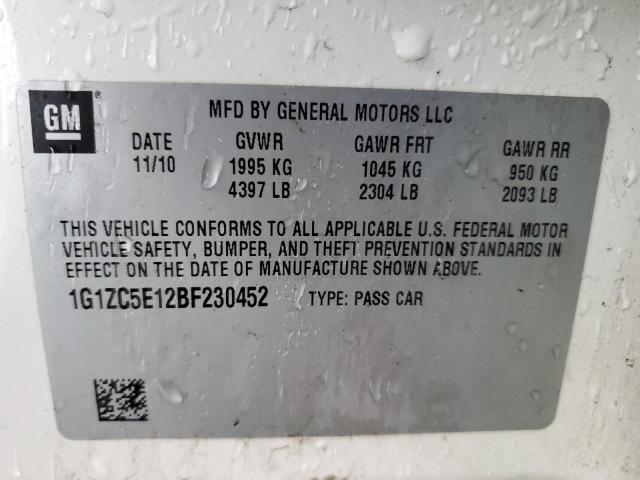 GM ®
MFD BY GENERAL MOTORS LLC
DATE GVWR GAWR FRT GAWR RR
11/10 1995 KG 1045 KG 950 KG
4397 LB 2304 LB 2093 LB
THIS VEHICLE CONFORMS TO ALL APPLICABLE U.S. FEDERAL MOTOR
VEHICLE SAFETY, BUMPER, AND THEFT PREVENTION STANDARDS IN
EFFECT ON THE DATE OF MANUFACTURE SHOWN ABOVE.
1G1ZC5E12BF230452 TYPE: PASS CAR